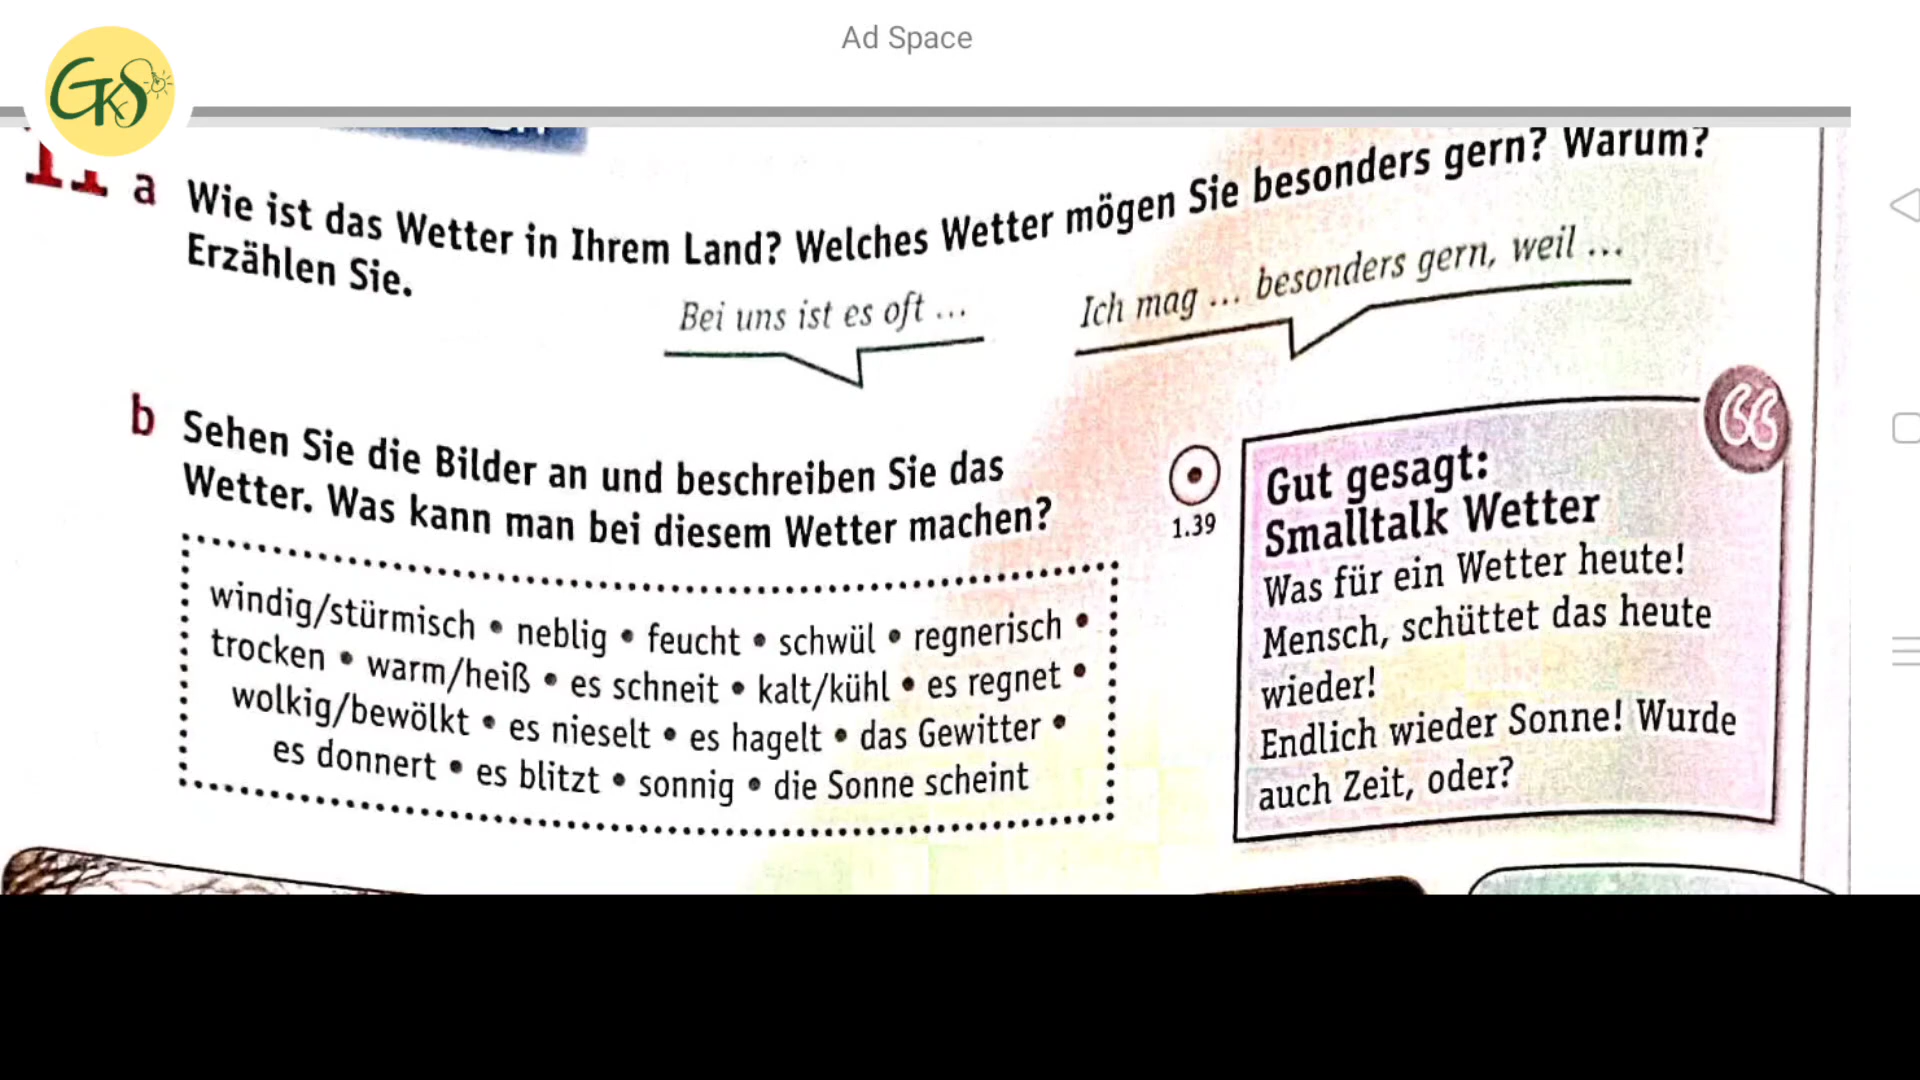 Ad Space
GKS
11 a Wie ist das Wetter in Ihrem Land? Welches Wetter mögen Sie besonders gern? Warum?
Erzählen Sie.
Bei uns ist es oft ...
Ich mag ... besonders gern, weil ...
b Sehen Sie die Bilder an und beschreiben Sie das
Wetter. Was kann man bei diesem Wetter machen?
windig/stürmisch • neblig • feucht • schwül • regnerisch •
trocken • warm/heiß • es schneit • kalt/kühl • es regnet •
wolkig/bewölkt • es nieselt • es hagelt • das Gewitter •
es donnert • es blitzt • sonnig • die Sonne scheint
1.39
Gut gesagt:
Smalltalk Wetter
Was für ein Wetter heute!
Mensch, schüttet das heute
wieder!
Endlich wieder Sonne! Wurde
auch Zeit, oder?